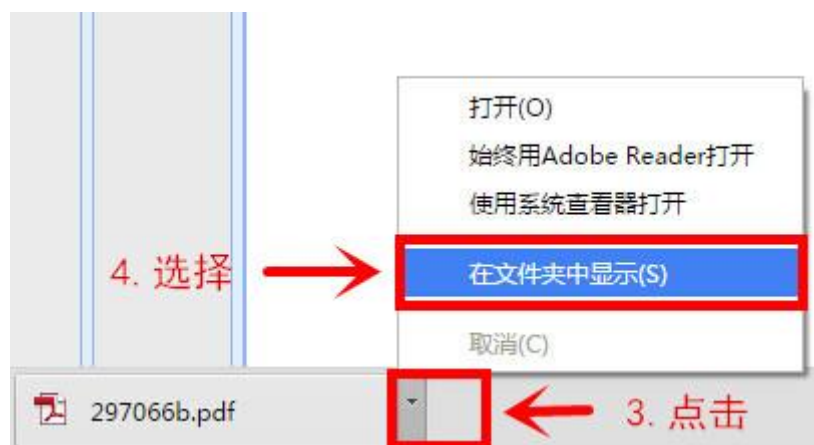 打开(O)
始终用Adobe Reader打开
使用系统查看器打开
4. 选择
在文件夹中显示(S)
取消(C)
297066b.pdf
3. 点击